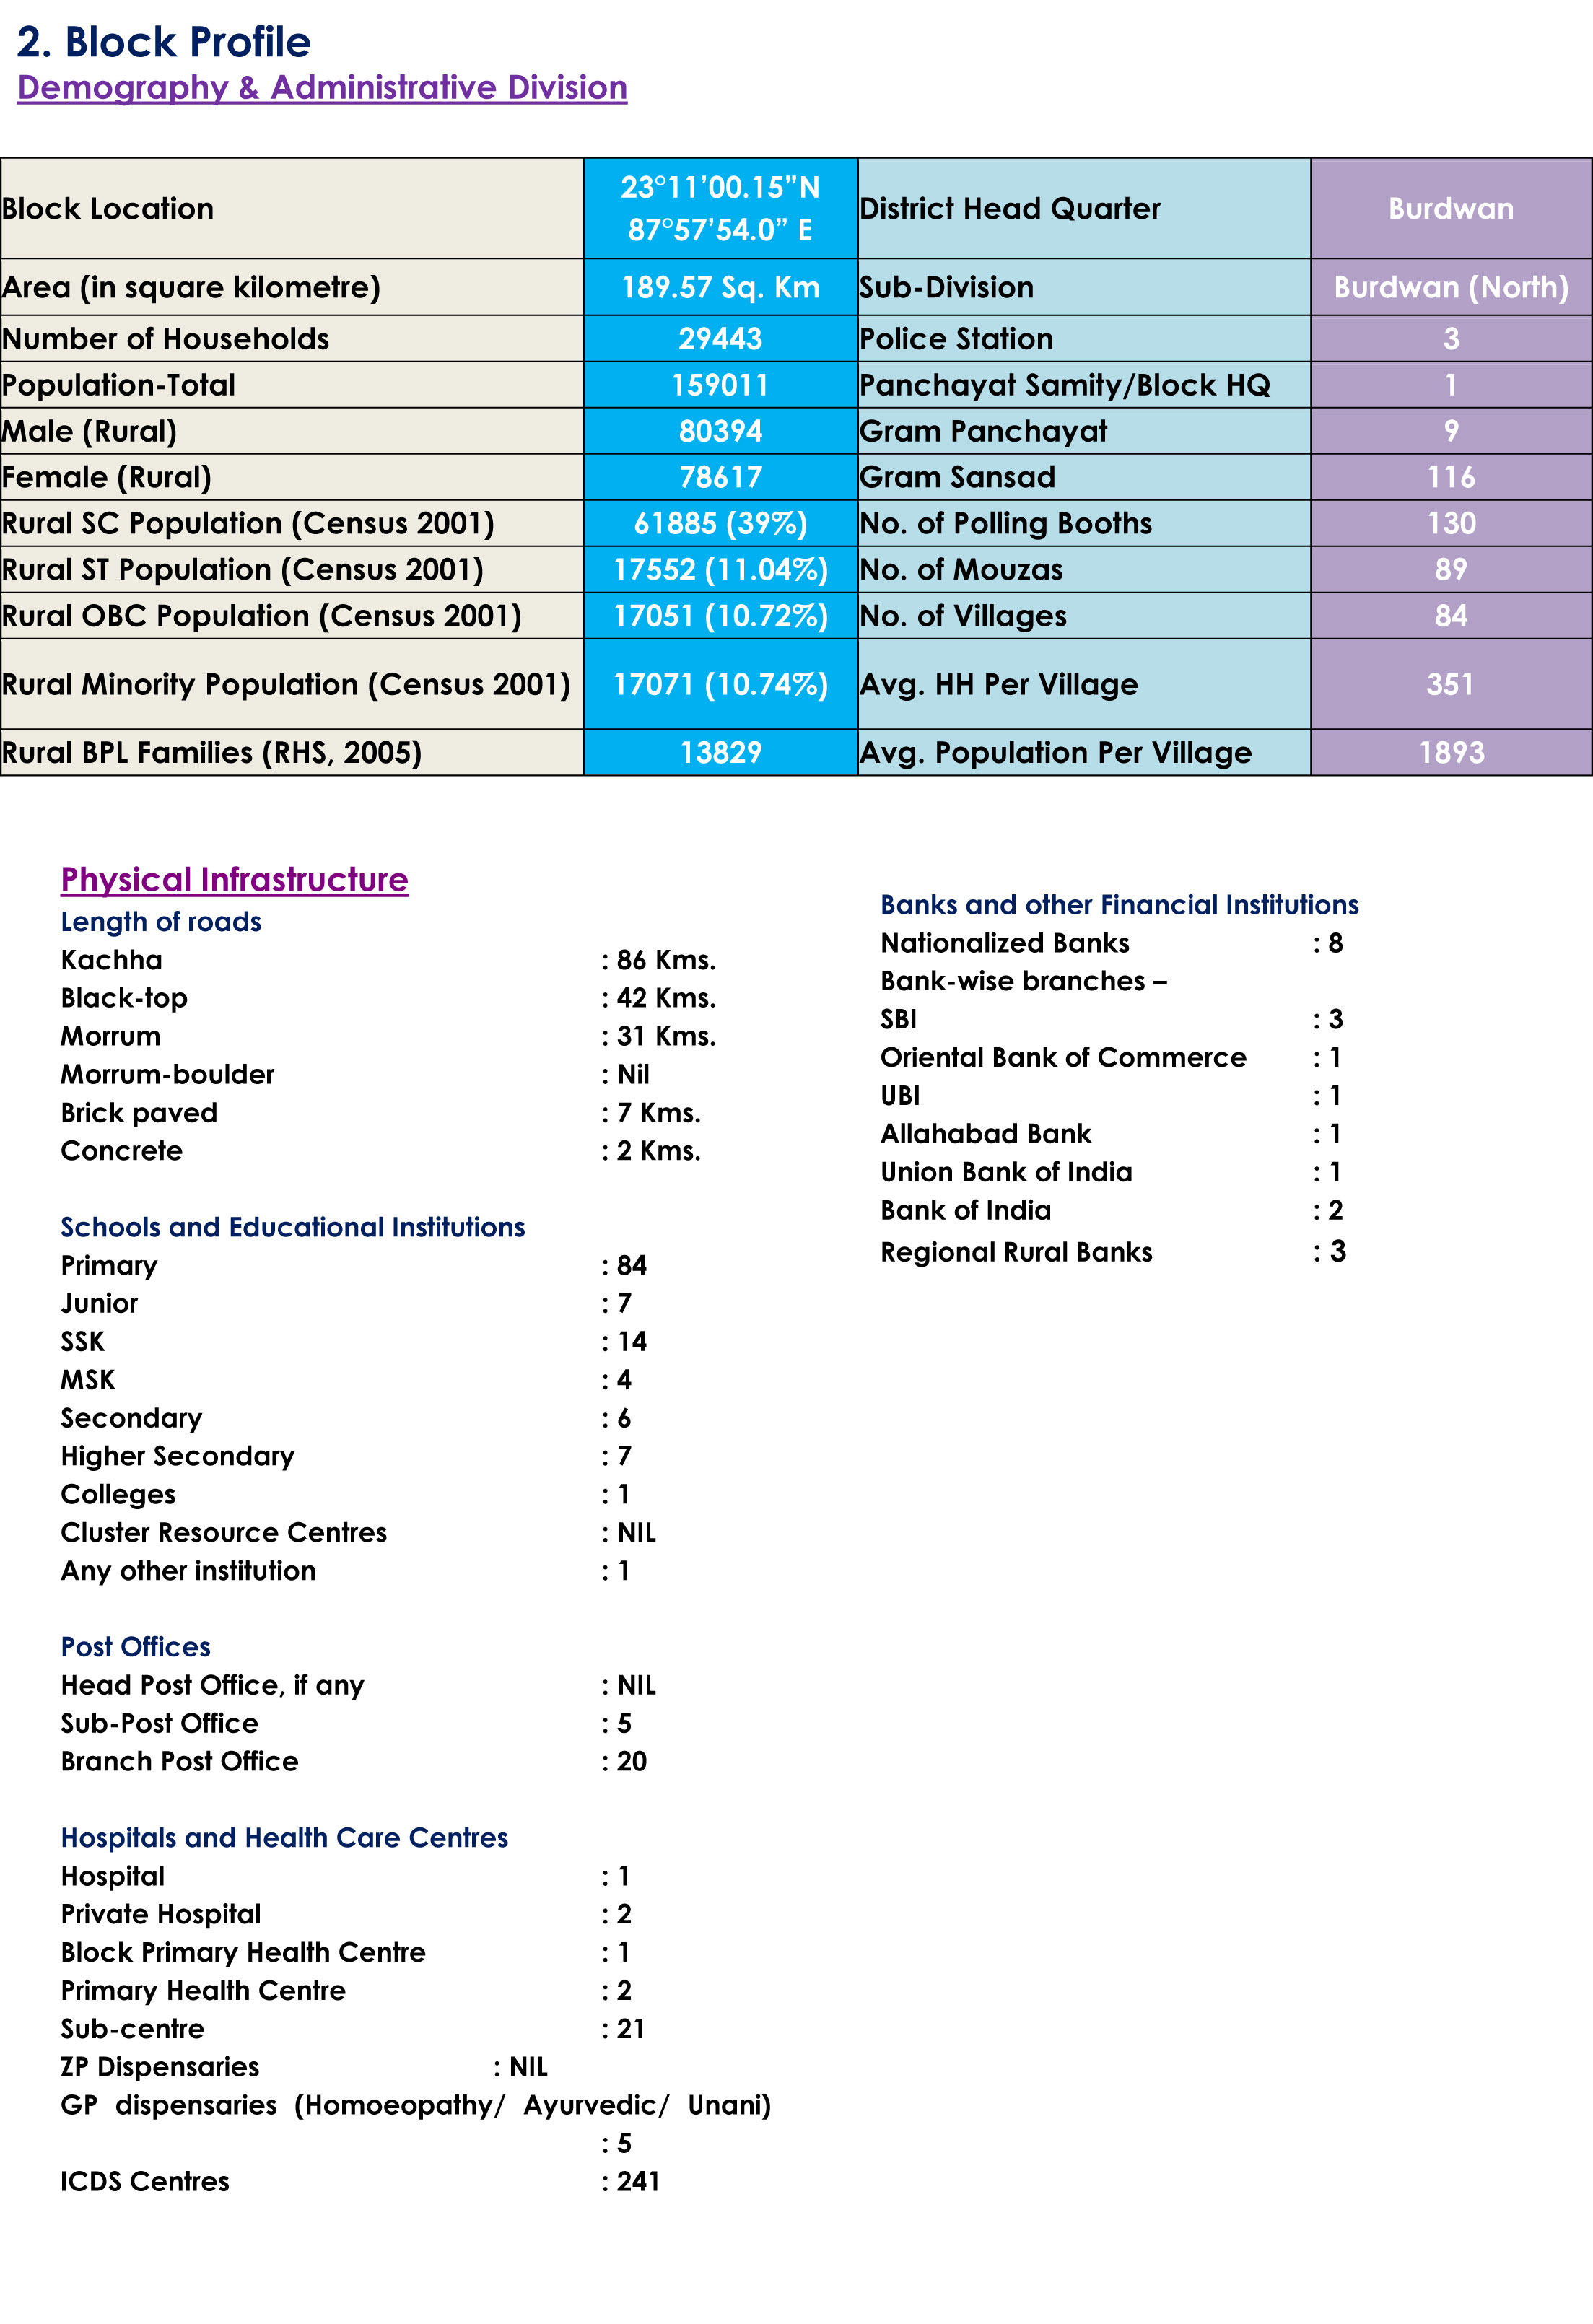 2. Block Profile
Demography & Administrative Division
Block Location 23°11’00.15”N 87°57’54.0” E District Head Quarter Burdwan
Area (in square kilometre) 189.57 Sq. Km Sub-Division Burdwan (North)
Number of Households 29443 Police Station 3
Population-Total 159011 Panchayat Samity/Block HQ 1
Male (Rural) 80394 Gram Panchayat 9
Female (Rural) 78617 Gram Sansad 116
Rural SC Population (Census 2001) 61885 (39%) No. of Polling Booths 130
Rural ST Population (Census 2001) 17552 (11.04%) No. of Mouzas 89
Rural OBC Population (Census 2001) 17051 (10.72%) No. of Villages 84
Rural Minority Population (Census 2001) 17071 (10.74%) Avg. HH Per Village 351
Rural BPL Families (RHS, 2005) 13829 Avg. Population Per Village 1893
Physical Infrastructure
Length of roads
Kachha : 86 Kms.
Black-top : 42 Kms.
Morrum : 31 Kms.
Morrum-boulder : Nil
Brick paved : 7 Kms.
Concrete : 2 Kms.
Schools and Educational Institutions
Primary : 84
Junior : 7
SSK : 14
MSK : 4
Secondary : 6
Higher Secondary : 7
Colleges : 1
Cluster Resource Centres : NIL
Any other institution : 1
Post Offices
Head Post Office, if any : NIL
Sub-Post Office : 5
Branch Post Office : 20
Hospitals and Health Care Centres
Hospital : 1
Private Hospital : 2
Block Primary Health Centre : 1
Primary Health Centre : 2
Sub-centre : 21
ZP Dispensaries : NIL
GP dispensaries (Homoeopathy/ Ayurvedic/ Unani)
: 5
ICDS Centres : 241
Banks and other Financial Institutions
Nationalized Banks : 8
Bank-wise branches –
SBI : 3
Oriental Bank of Commerce : 1
UBI : 1
Allahabad Bank : 1
Union Bank of India : 1
Bank of India : 2
Regional Rural Banks : 3